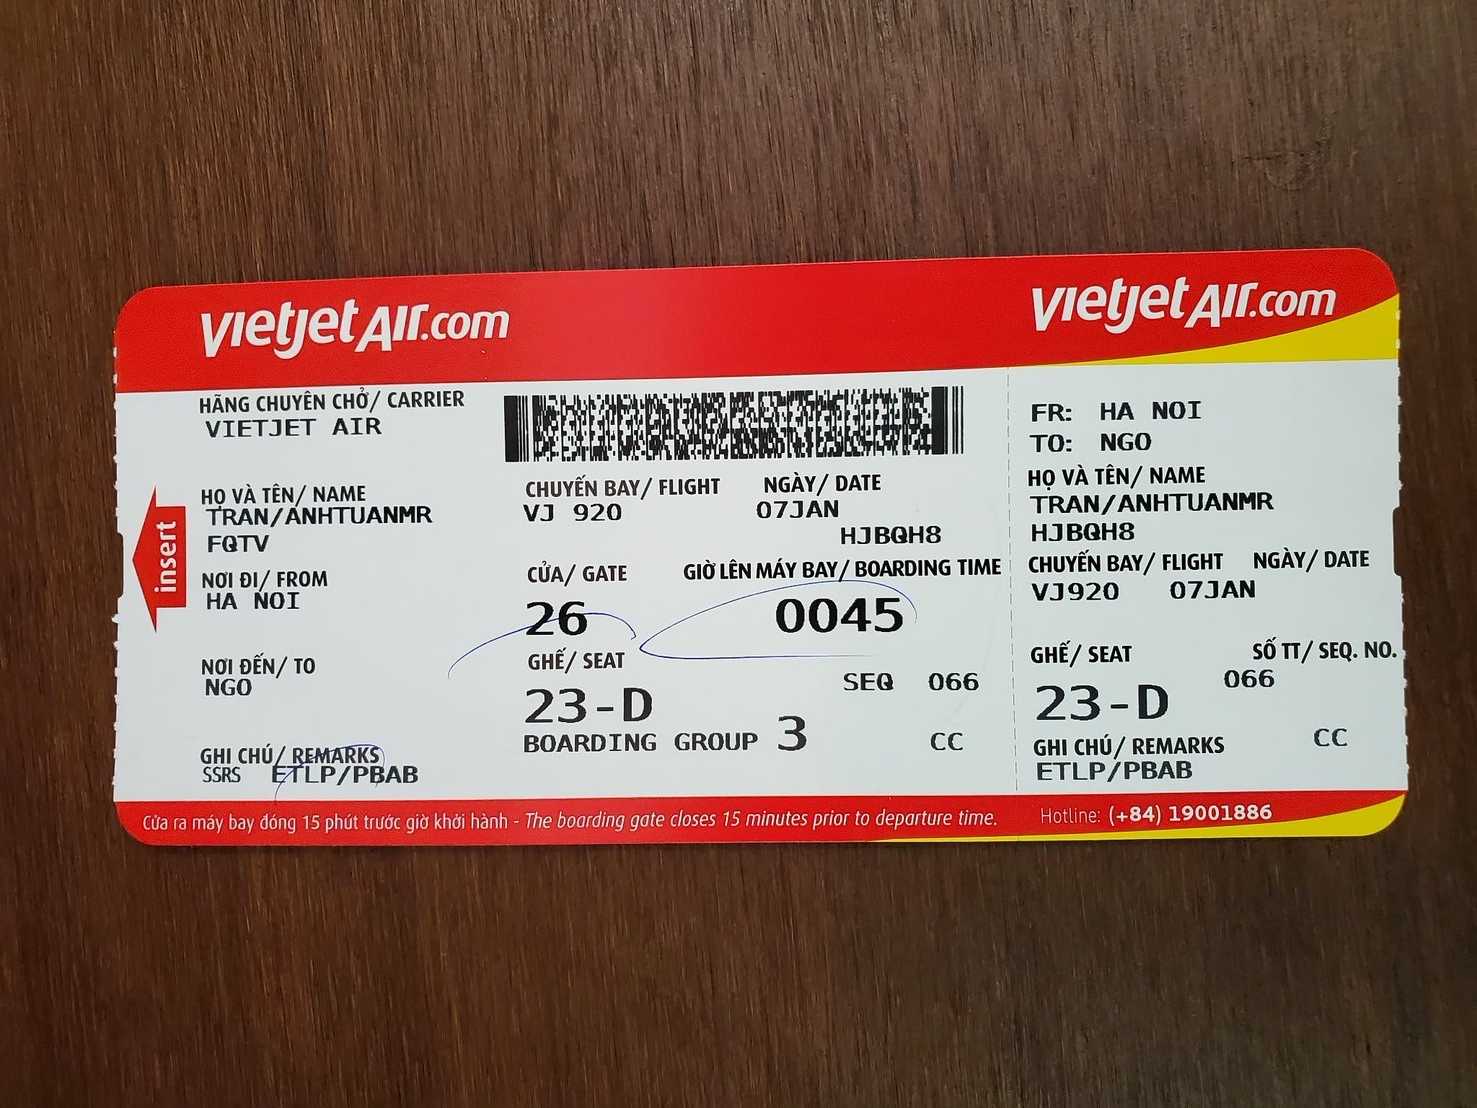 vietjet Air.com
HÃNG CHUYÊN CHỞ/ CARRIER
VIETJET AIR
HỌ VÀ TÊN/ NAME
TRAN/ANHTUANMR
FQTV
NƠI ĐI/ FROM
HA NOI
NƠI ĐẾN/ TO
NGO
GHI CHÚ/ REMARKS
SSRS ETLP/PBAB
insert
CHUYẾN BAY/ FLIGHT NGÀY/ DATE
VJ 920 07JAN
HJBQH8
CỬA/ GATE GIỜ LÊN MÁY BAY/ BOARDING TIME
26 0045
GHẾ/ SEAT
SEQ 066
23-D
BOARDING GROUP 3 CC
Cửa ra máy bay đóng 15 phút trước giờ khởi hành - The boarding gate closes 15 minutes prior to departure time.
vietjet Air.com
FR: HA NOI
TO: NGO
HỌ VÀ TÊN/ NAME
TRAN/ANHTUANMR
HJBQH8
CHUYẾN BAY/ FLIGHT NGÀY/ DATE
VJ920 07JAN
GHẾ/ SEAT SỐ TT/ SEQ. NO.
23-D 066
GHI CHÚ/ REMARKS CC
ETLP/PBAB
Hotline: (+84) 19001886